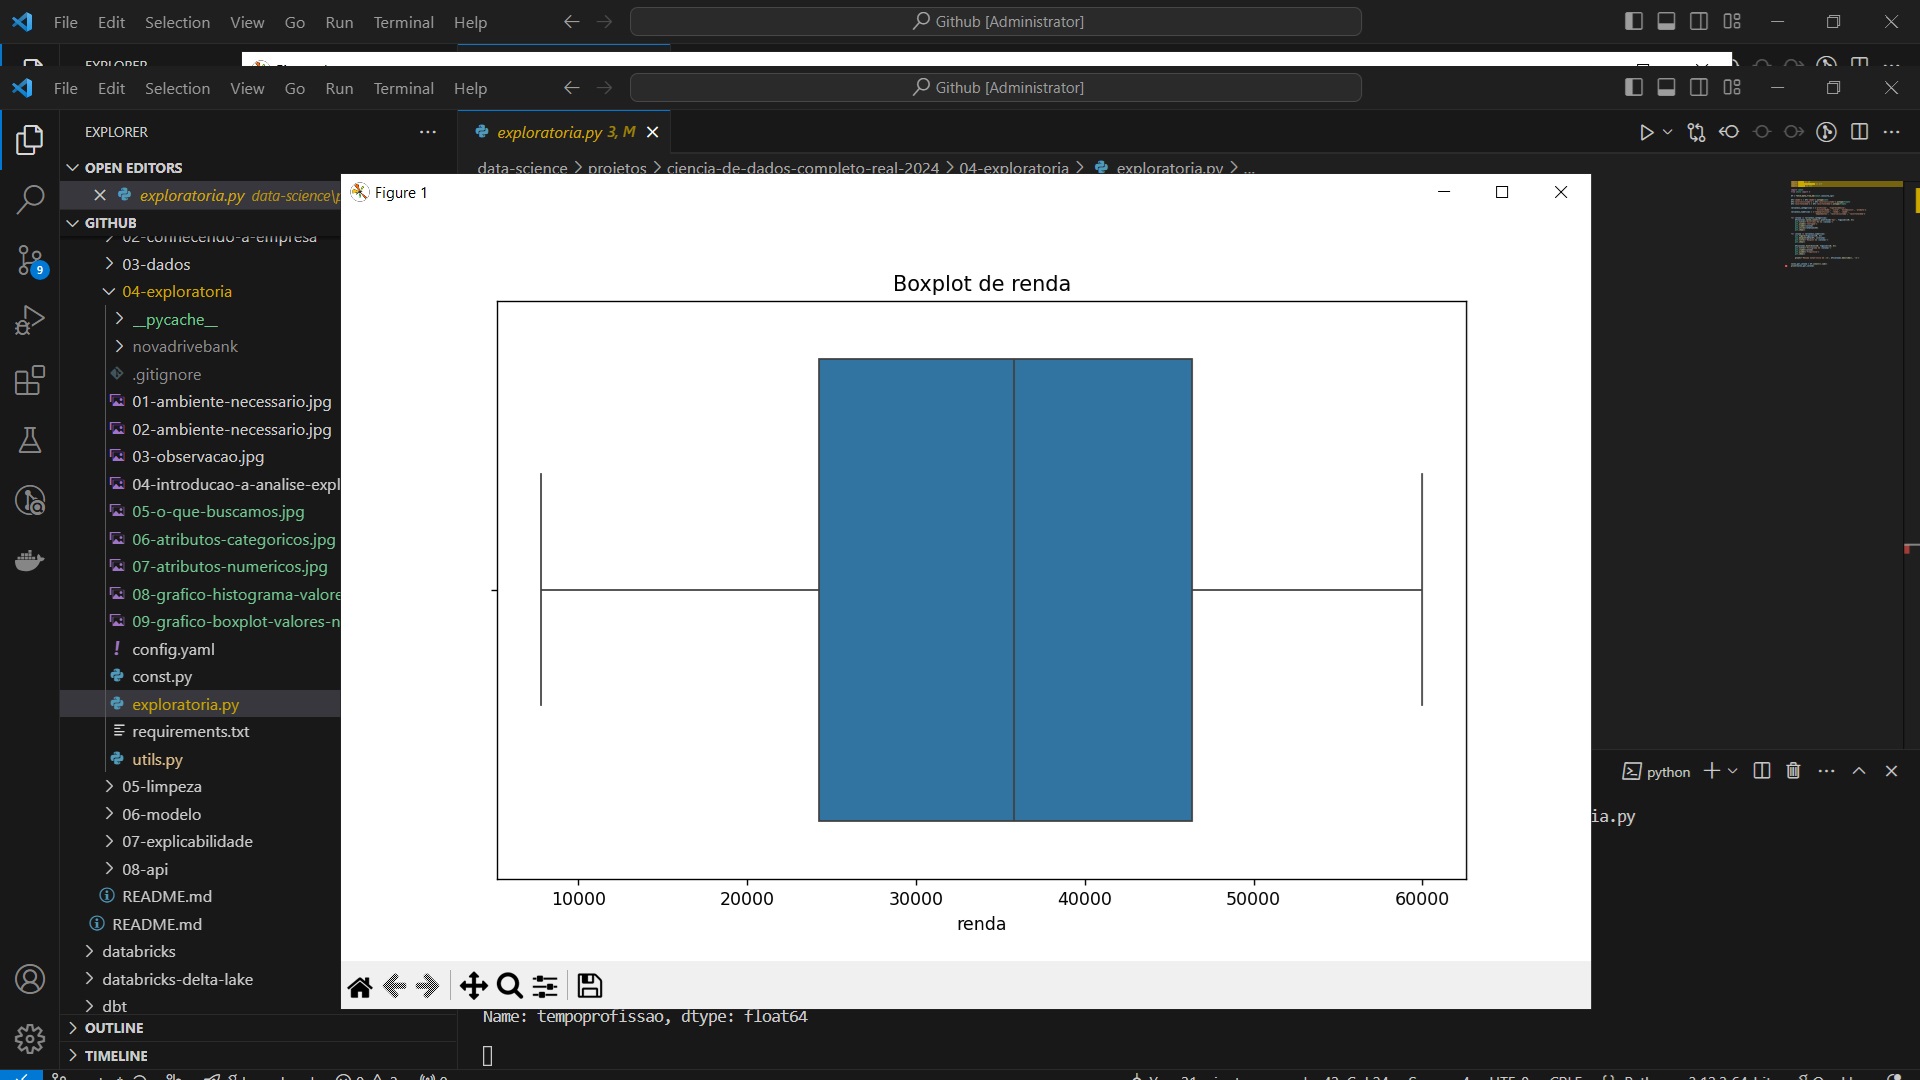 File Edit Selection View Go Run Terminal Help
Github [Administrator]
File Edit Selection View Go Run Terminal Help
Github [Administrator]
EXPLORER
exploratoria.py 3, M
OPEN EDITORS
data-science > projetos > ciencia-de-dados-completo-real-2024 > 04-exploratoria > exploratoria.py > ...
exploratoria.py data-science\
Figure 1
GITHUB
02-conhecendo-a-empresa
03-dados
04-exploratoria
__pycache__
novadrivebank
.gitignore
01-ambiente-necessario.jpg
02-ambiente-necessario.jpg
03-observacao.jpg
04-introducao-a-analise-expl
05-o-que-buscamos.jpg
06-atributos-categoricos.jpg
07-atributos-numericos.jpg
08-grafico-histograma-valore
09-grafico-boxplot-valores-n
config.yaml
const.py
exploratoria.py
requirements.txt
utils.py
05-limpeza
06-modelo
07-explicabilidade
08-api
README.md
README.md
databricks
databricks-delta-lake
dbt
OUTLINE
TIMELINE
9
Boxplot de renda
10000 20000 30000 40000 50000 60000
renda
python
ia.py
Name: tempoprofissao, dtype: float64